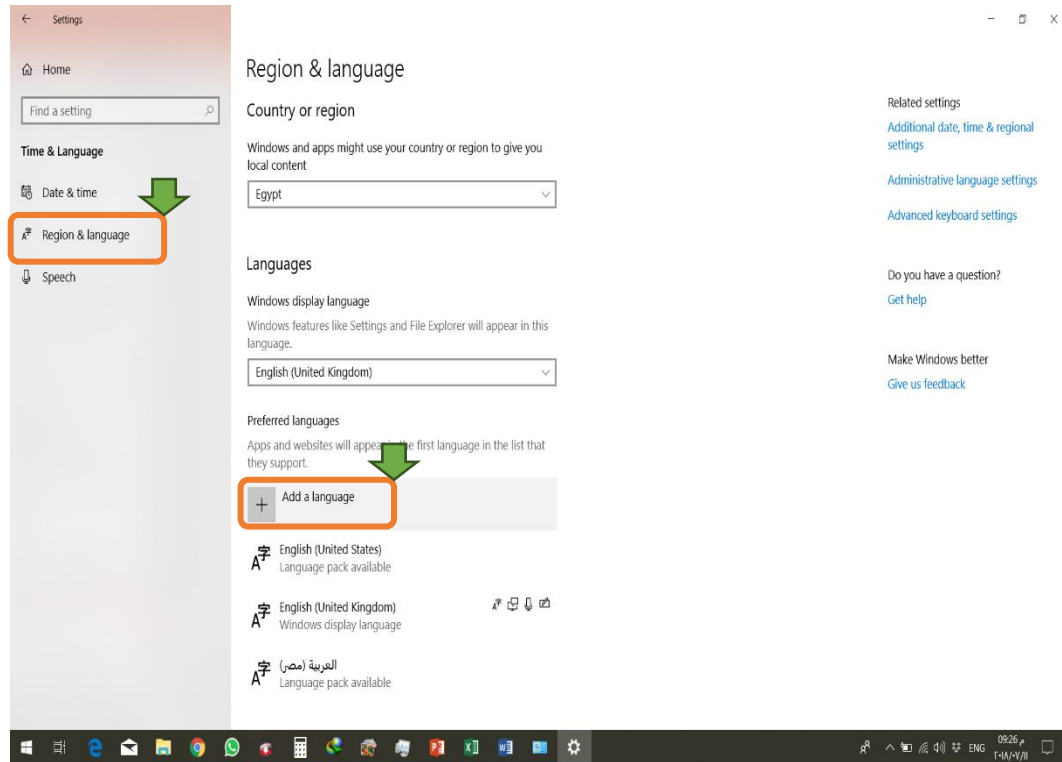 Settings
Home
Find a setting
Time & Language
Date & time
Region & language
Speech
Region & language
Country or region
Windows and apps might use your country or region to give you
local content
Egypt
Languages
Windows display language
Windows features like Settings and File Explorer will appear in this
language.
English (United Kingdom)
Preferred languages
Apps and websites will appear in the first language in the list that
they support.
Add a language
English (United States)
Language pack available
English (United Kingdom)
Windows display language
العربية (مصر)
Language pack available
Related settings
Additional date, time & regional
settings
Administrative language settings
Advanced keyboard settings
Do you have a question?
Get help
Make Windows better
Give us feedback
ENG
09:26 م
٢٠١٨/٠٧/١١